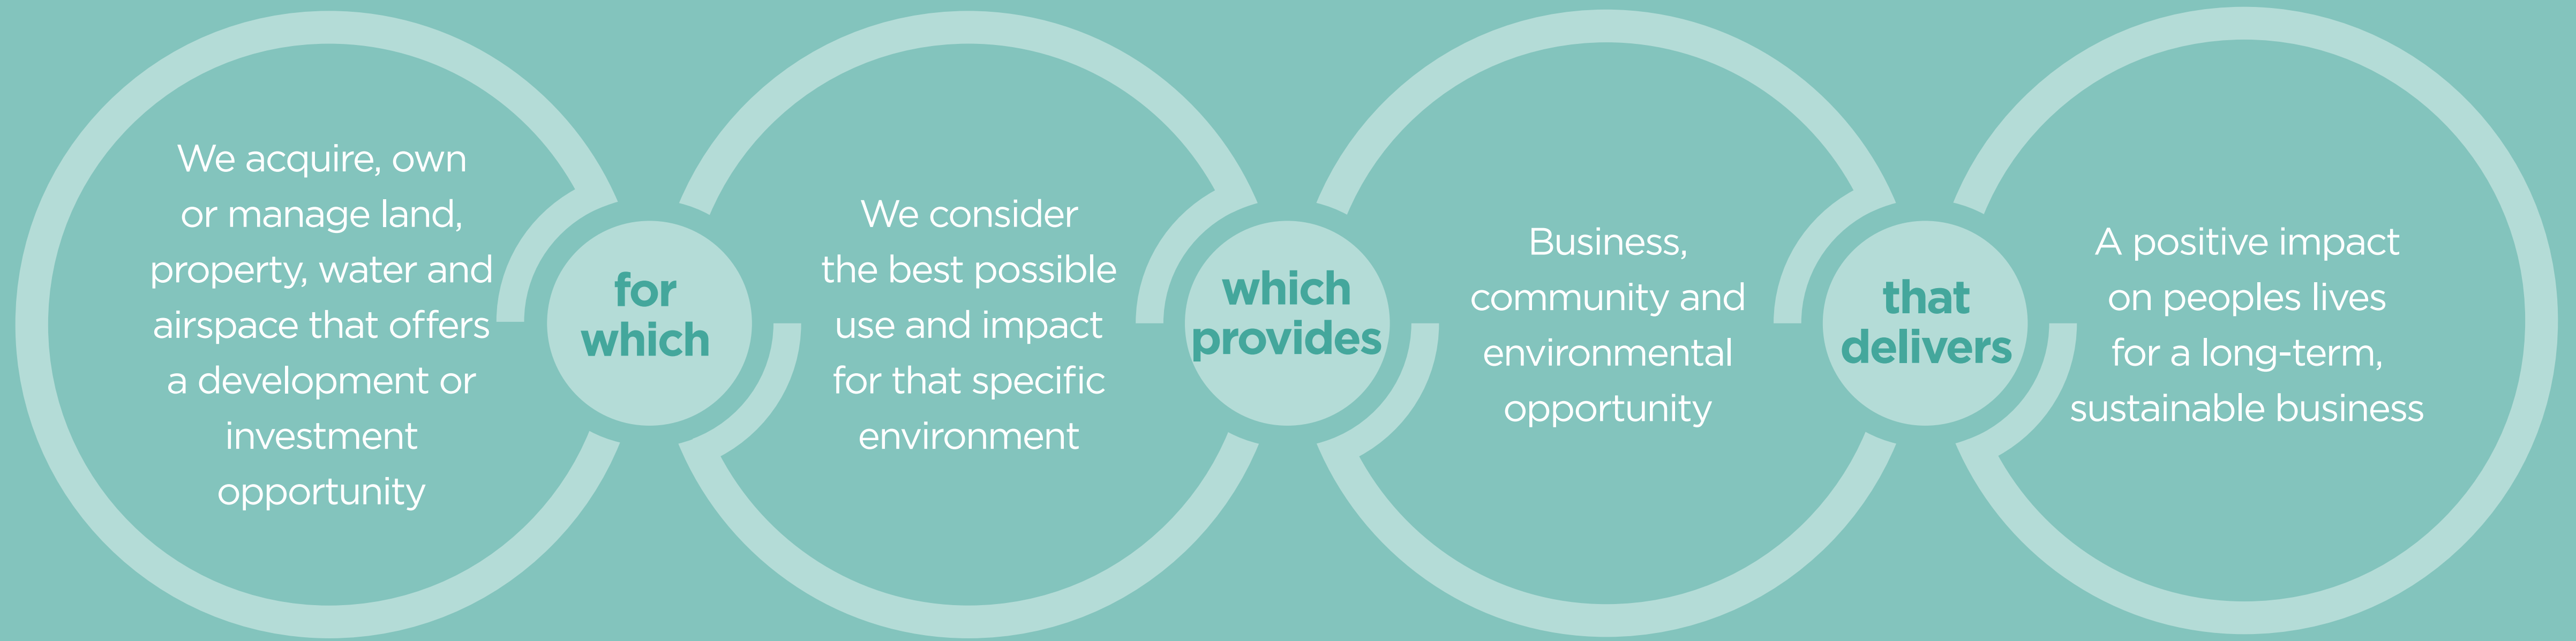 We acquire, own
or manage land,
property, water and
airspace that offers
a development or
investment
opportunity
for
which
We consider
the best possible
use and impact
for that specific
environment
which
provides
Business,
community and
environmental
opportunity
that
delivers
A positive impact
on peoples lives
for a long-term,
sustainable business